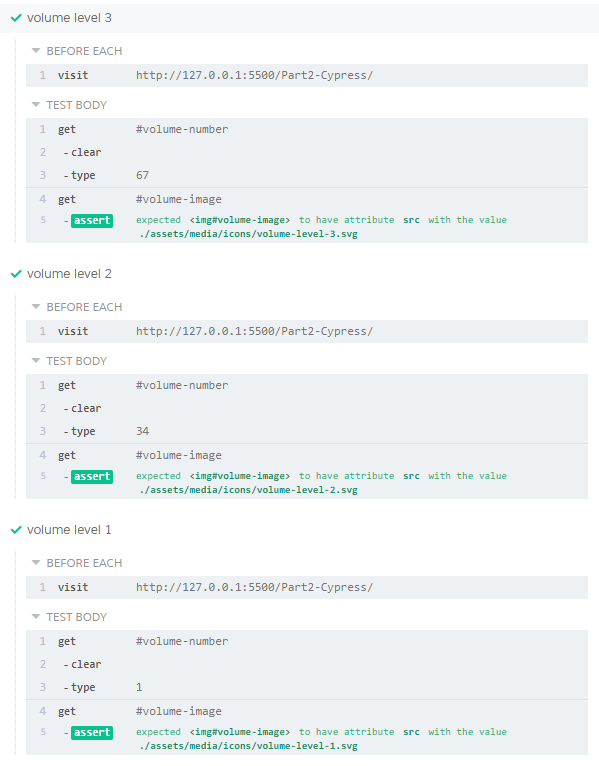 volume level 3
BEFORE EACH
1 visit http://127.0.0.1:5500/Part2-Cypress/
TEST BODY
1 get #volume-number
2 -clear
3 -type 67
4 get #volume-image
5 -assert expected <img#volume-image> to have attribute src with the value
./assets/media/icons/volume-level-3.svg
volume level 2
BEFORE EACH
1 visit http://127.0.0.1:5500/Part2-Cypress/
TEST BODY
1 get #volume-number
2 -clear
3 -type 34
4 get #volume-image
5 -assert expected <img#volume-image> to have attribute src with the value
./assets/media/icons/volume-level-2.svg
volume level 1
BEFORE EACH
1 visit http://127.0.0.1:5500/Part2-Cypress/
TEST BODY
1 get #volume-number
2 -clear
3 -type 1
4 get #volume-image
5 -assert expected <img#volume-image> to have attribute src with the value
./assets/media/icons/volume-level-1.svg